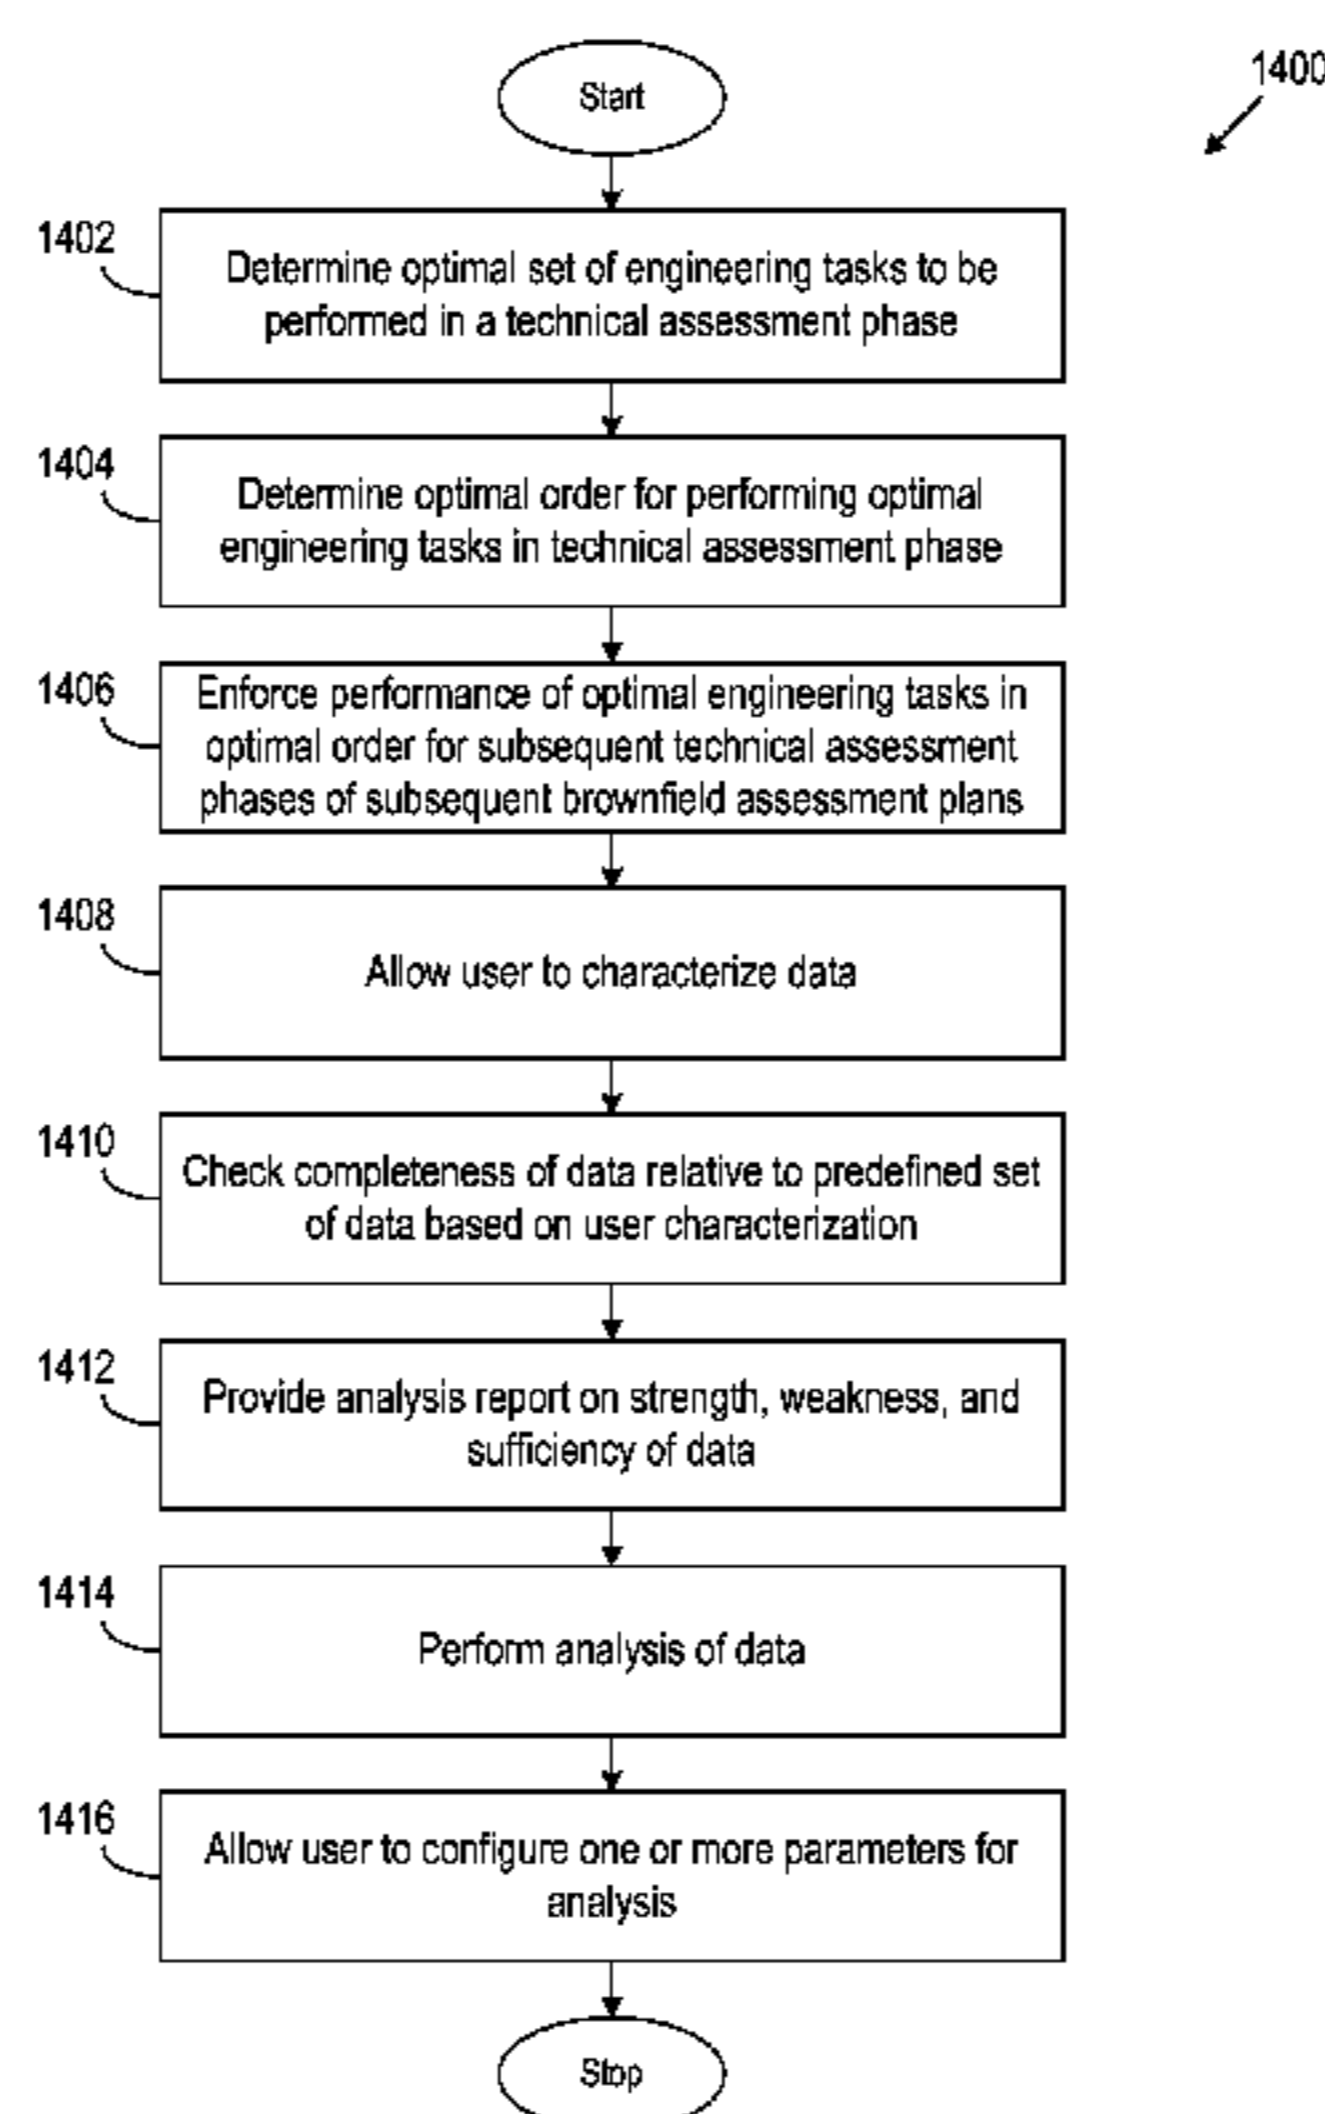 Start
1400
1402
Determine optimal set of engineering tasks to be
performed in a technical assessment phase
1404
Determine optimal order for performing optimal
engineering tasks in technical assessment phase
1406
Enforce performance of optimal engineering tasks in
optimal order for subsequent technical assessment
phases of subsequent brownfield assessment plans
1408
Allow user to characterize data
1410
Check completeness of data relative to predefined set
of data based on user characterization
1412
Provide analysis report on strength, weakness, and
sufficiency of data
1414
Perform analysis of data
1416
Allow user to configure one or more parameters for
analysis
Stop